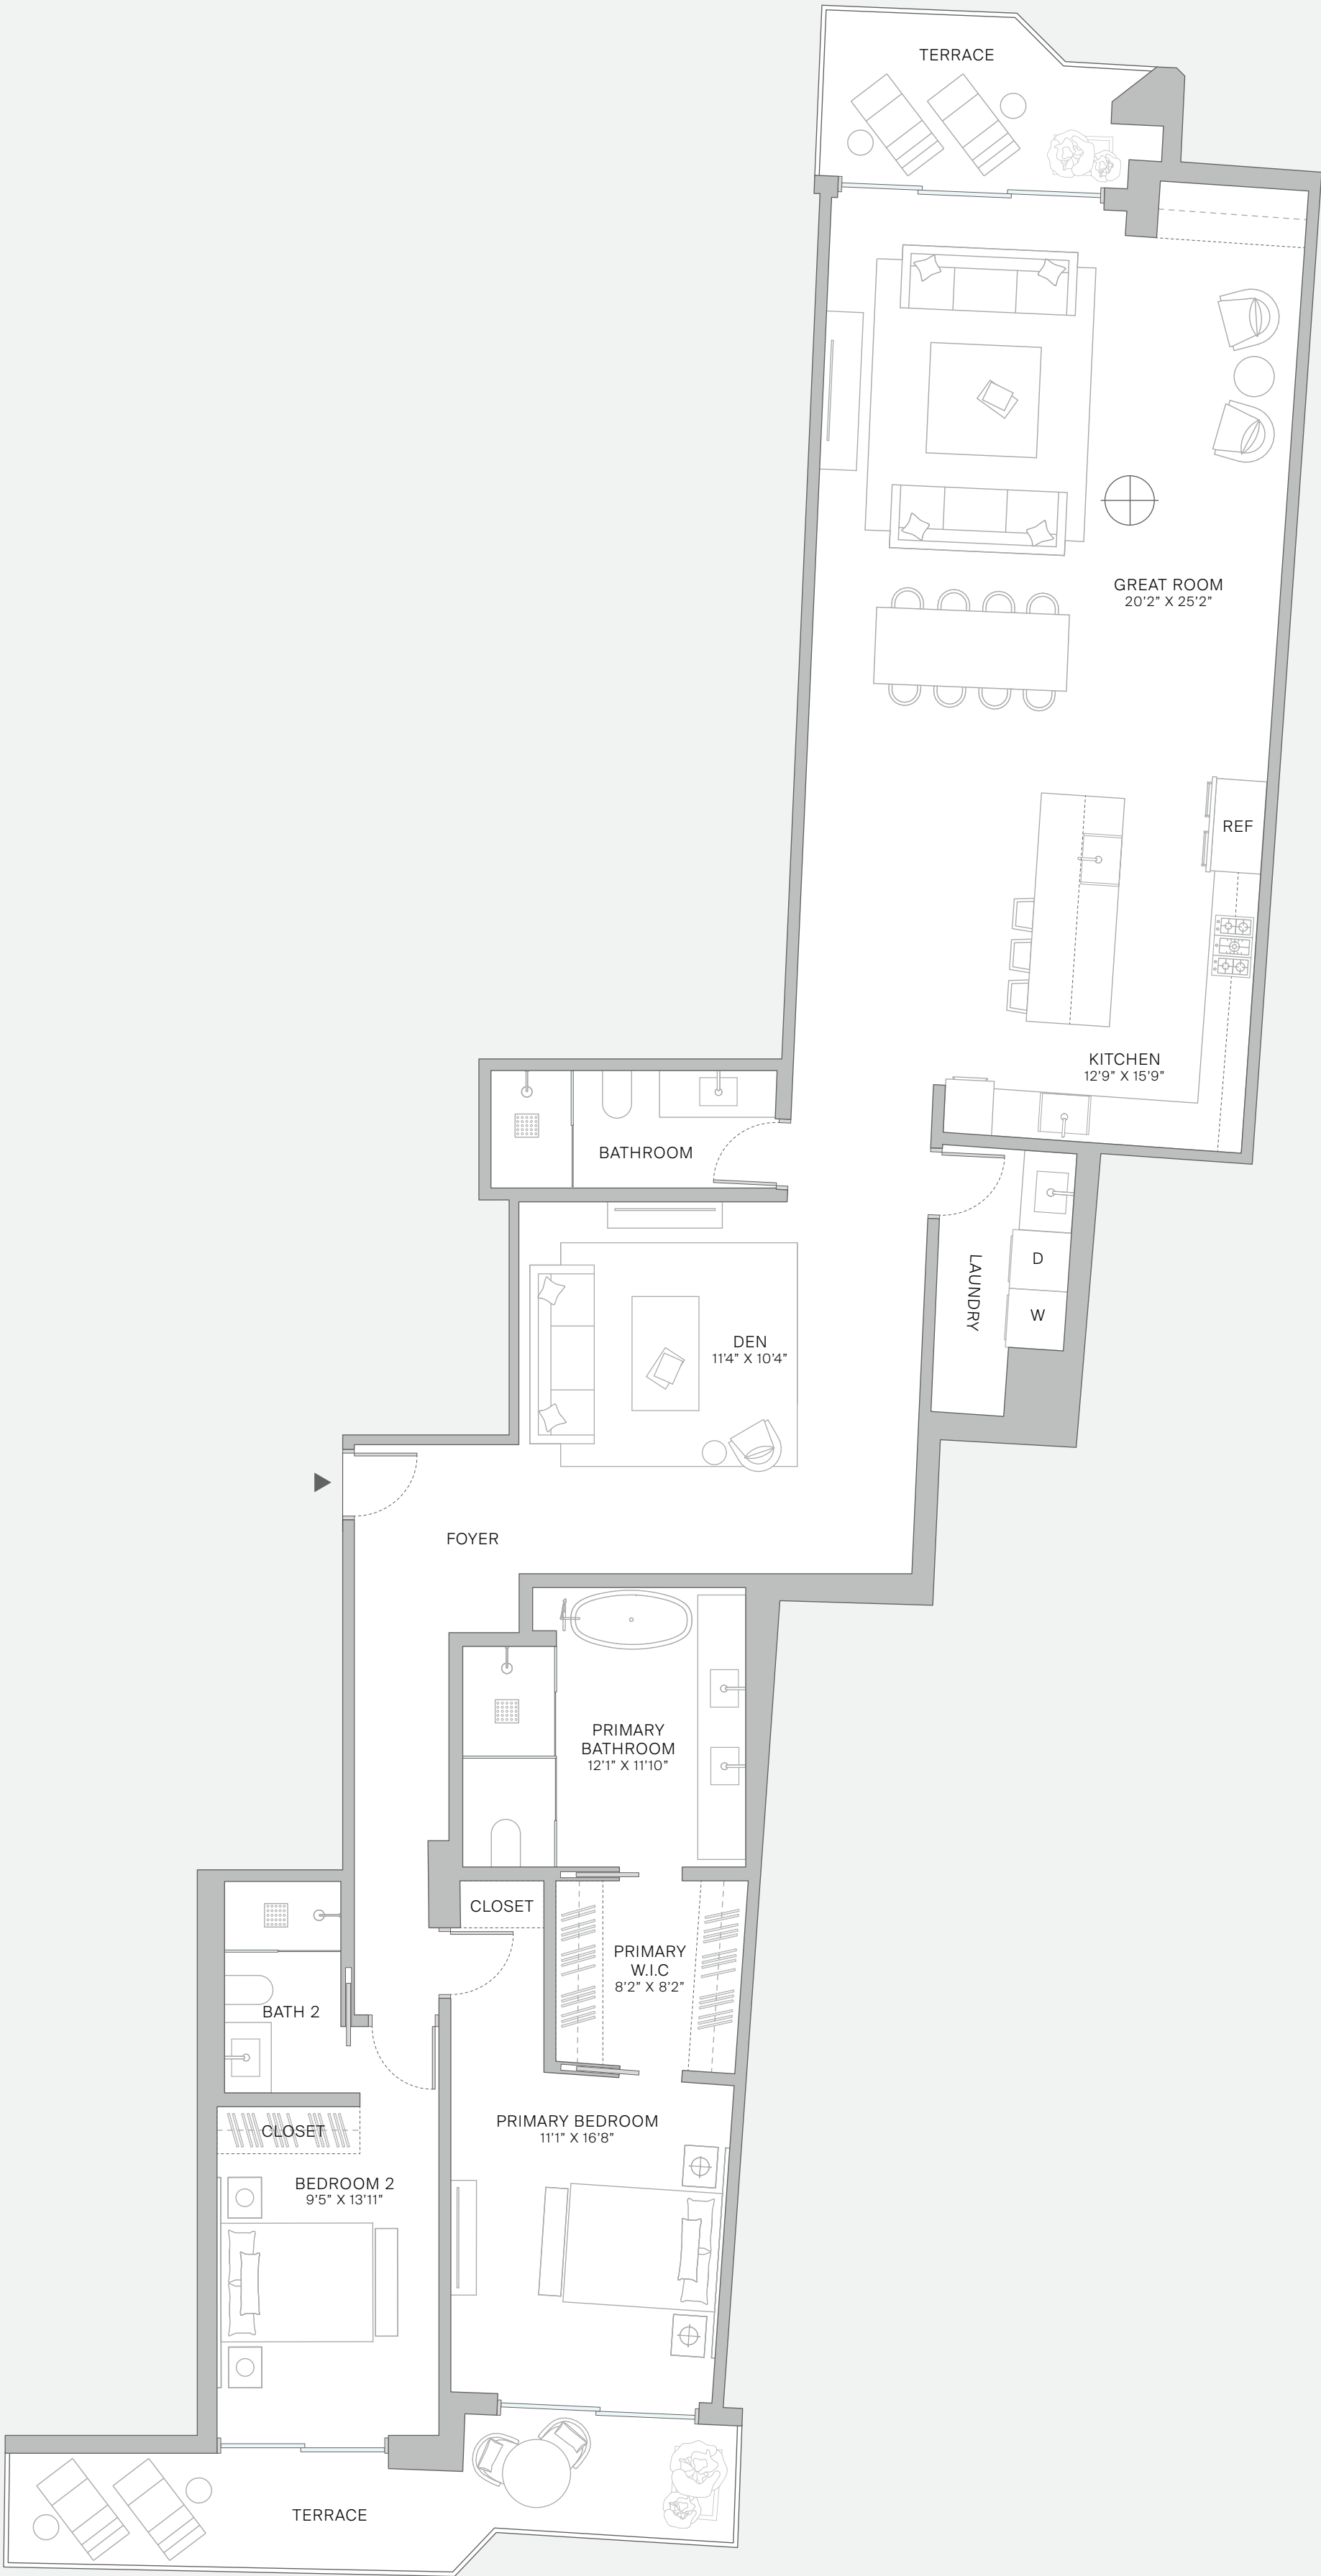 TERRACE
GREAT ROOM
20'2” X 25'2”
REF
KITCHEN
12'9” X 15'9”
BATHROOM
LAUNDRY
D
W
DEN
11'4” X 10'4”
FOYER
PRIMARY
BATHROOM
12'1” X 11'10”
CLOSET
PRIMARY
W.I.C
8'2” X 8'2”
BATH 2
CLOSET
PRIMARY BEDROOM
11'1” X 16'8”
BEDROOM 2
9'5” X 13'11”
TERRACE